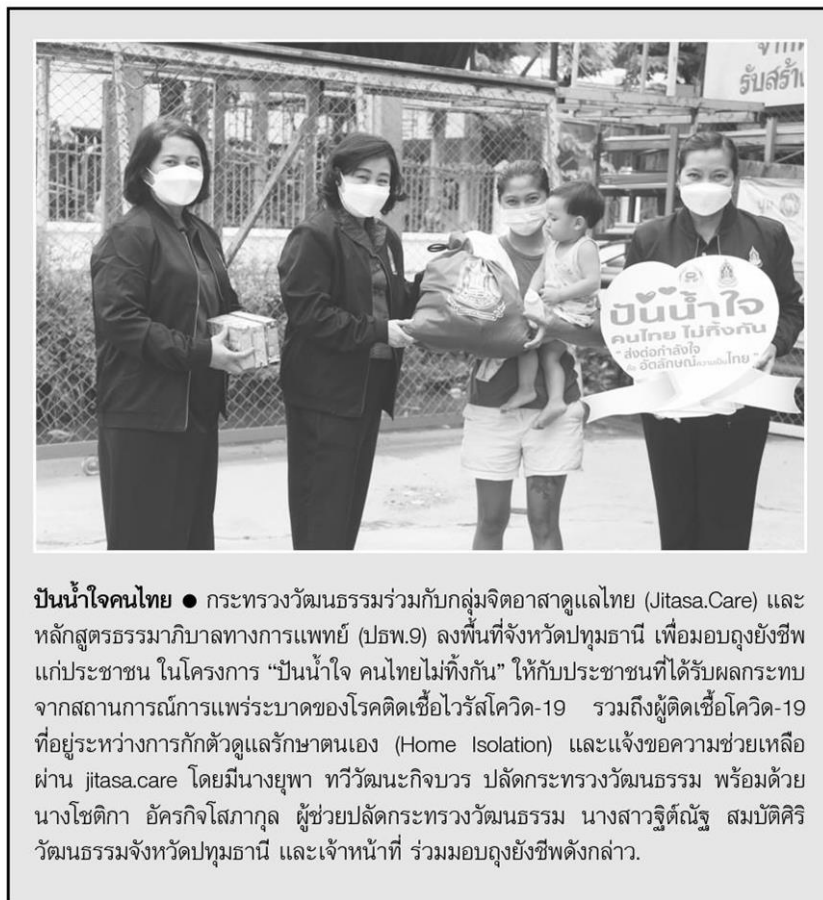 รับสร้าง
ปันน้ำใจ
คนไทย ไม่ทิ้งกัน
"ส่งต่อกำลังใจ
คือ อัตลักษณ์ความเป็นไทย"
ปันน้ำใจคนไทย ● กระทรวงวัฒนธรรมร่วมกับกลุ่มจิตอาสาดูแลไทย (Jitasa.Care) และ
หลักสูตรธรรมาภิบาลทางการแพทย์ (ปธพ.9) ลงพื้นที่จังหวัดปทุมธานี เพื่อมอบถุงยังชีพ
แก่ประชาชน ในโครงการ “ปันน้ำใจ คนไทยไม่ทิ้งกัน” ให้กับประชาชนที่ได้รับผลกระทบ
จากสถานการณ์การแพร่ระบาดของโรคติดเชื้อไวรัสโควิด-19 รวมถึงผู้ติดเชื้อโควิด-19
ที่อยู่ระหว่างการกักตัวดูแลรักษาตนเอง (Home Isolation) และแจ้งขอความช่วยเหลือ
ผ่าน jitasa.care โดยมีนางยุพา ทวีวัฒนะกิจบวร ปลัดกระทรวงวัฒนธรรม พร้อมด้วย
นางโชติกา อัครกิจโสภากุล ผู้ช่วยปลัดกระทรวงวัฒนธรรม นางสาวฐิต์ณัฐ สมบัติศิริ
วัฒนธรรมจังหวัดปทุมธานี และเจ้าหน้าที่ ร่วมมอบถุงยังชีพดังกล่าว.